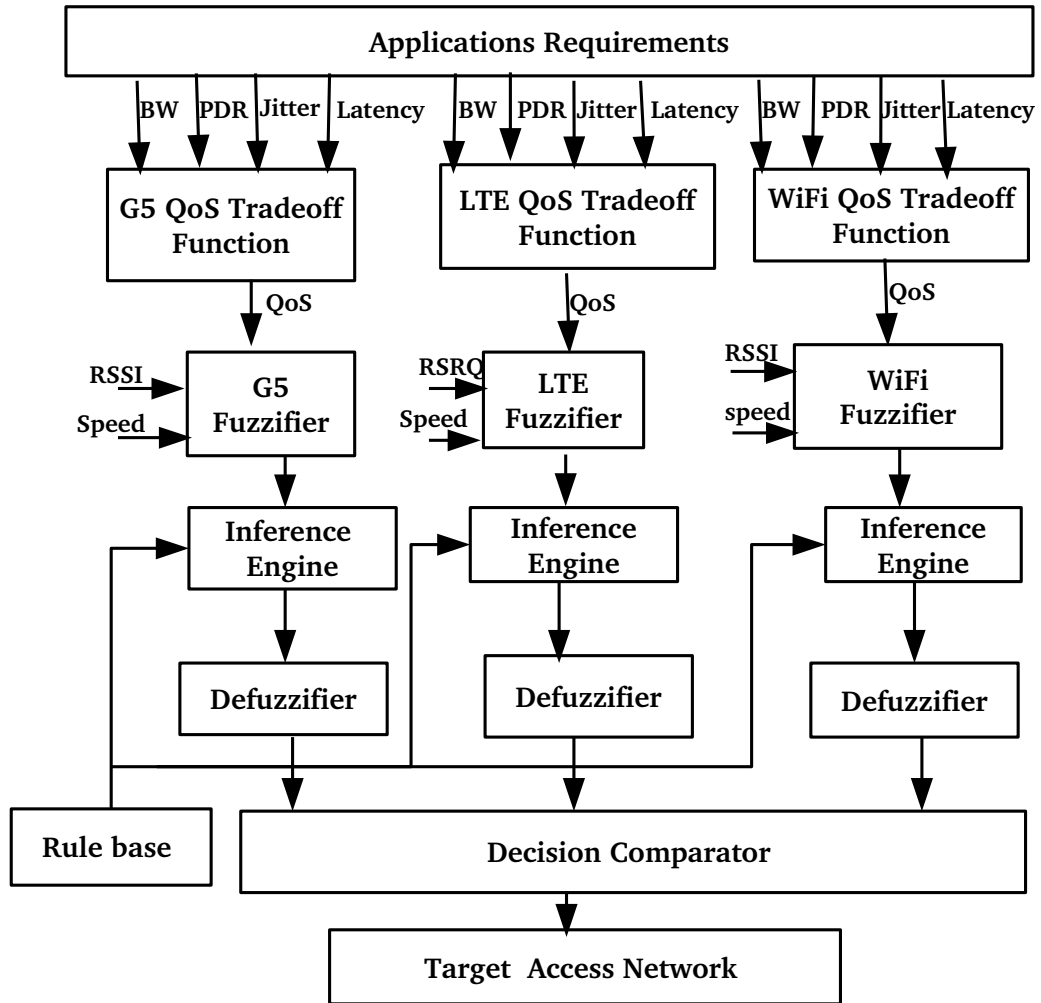 Applications Requirements
BW PDR Jitter Latency BW PDR Jitter Latency BW PDR Jitter Latency
G5 QoS Tradeoff
Function
LTE QoS Tradeoff
Function
WiFi QoS Tradeoff
Function
QoS QoS QoS
RSSI
Speed
G5
Fuzzifier
RSRQ
Speed
LTE
Fuzzifier
RSSI
speed
WiFi
Fuzzifier
Inference
Engine
Inference
Engine
Inference
Engine
Defuzzifier
Defuzzifier
Defuzzifier
Rule base
Decision Comparator
Target Access Network